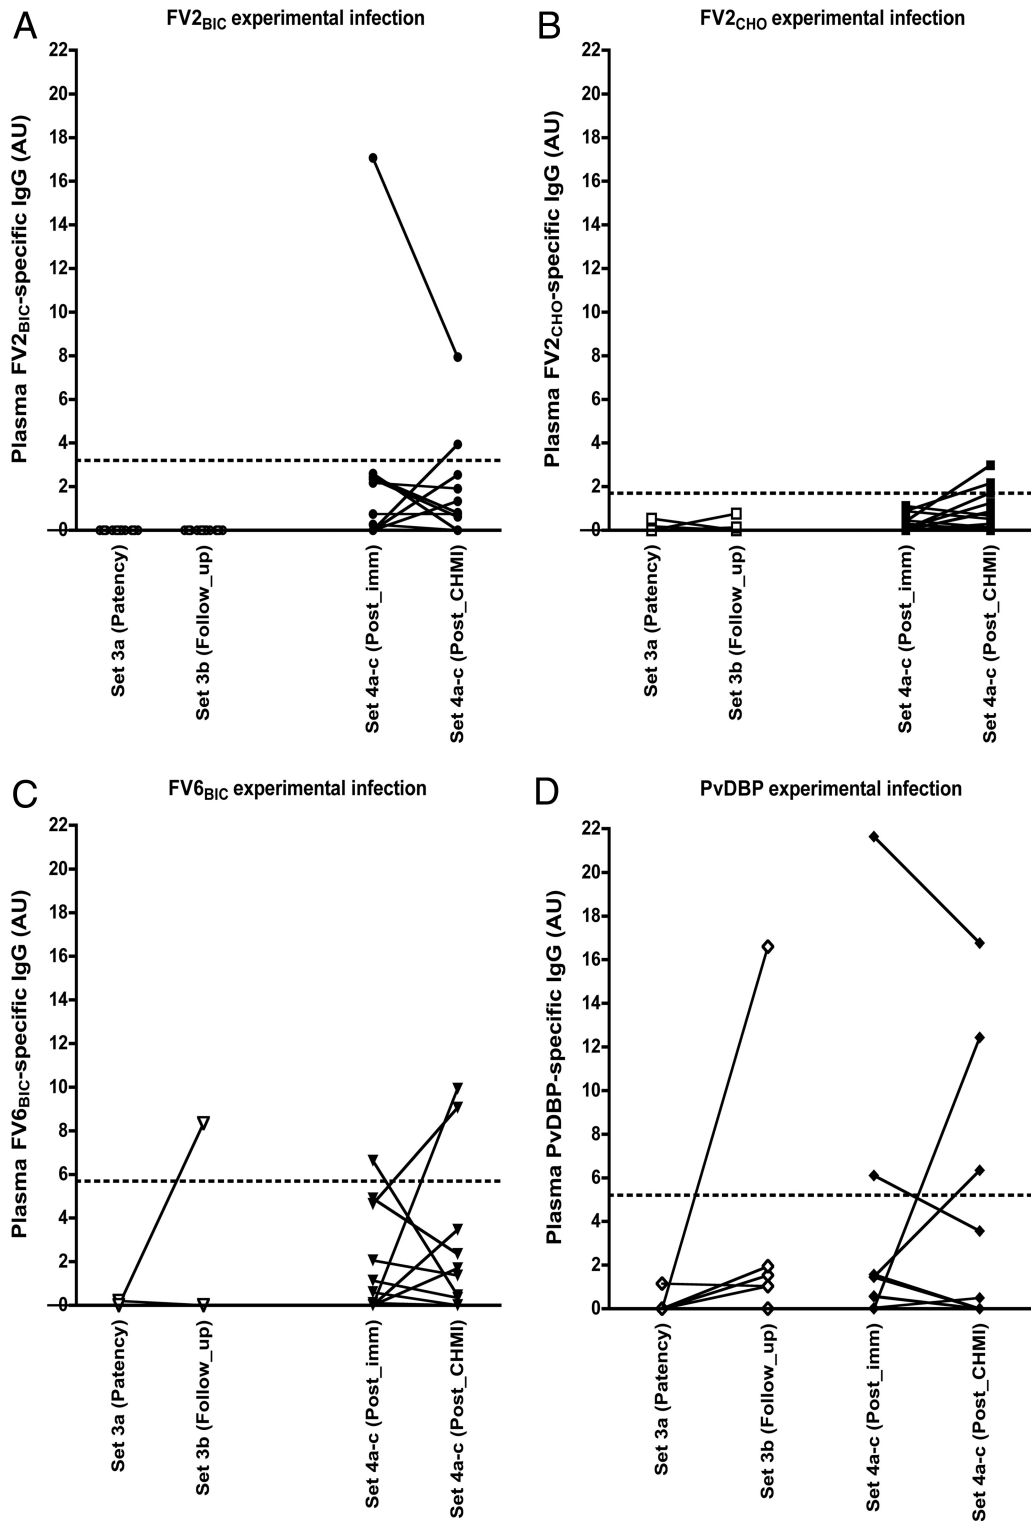 A
FV2BIC experimental infection
Plasma FV2BIC-specific IgG (AU)
22
20
18
16
14
12
10
8
6
4
2
0
Set 3a (Patency)
Set 3b (Follow_up)
Set 4a-c (Post_imm)
Set 4a-c (Post_CHMI)
B
FV2CHO experimental infection
Plasma FV2CHO-specific IgG (AU)
22
20
18
16
14
12
10
8
6
4
2
0
Set 3a (Patency)
Set 3b (Follow_up)
Set 4a-c (Post_imm)
Set 4a-c (Post_CHMI)
C
FV6BIC experimental infection
Plasma FV6BIC-specific IgG (AU)
22
20
18
16
14
12
10
8
6
4
2
0
Set 3a (Patency)
Set 3b (Follow_up)
Set 4a-c (Post_imm)
Set 4a-c (Post_CHMI)
D
PvDBP experimental infection
Plasma PvDBP-specific IgG (AU)
22
20
18
16
14
12
10
8
6
4
2
0
Set 3a (Patency)
Set 3b (Follow_up)
Set 4a-c (Post_imm)
Set 4a-c (Post_CHMI)